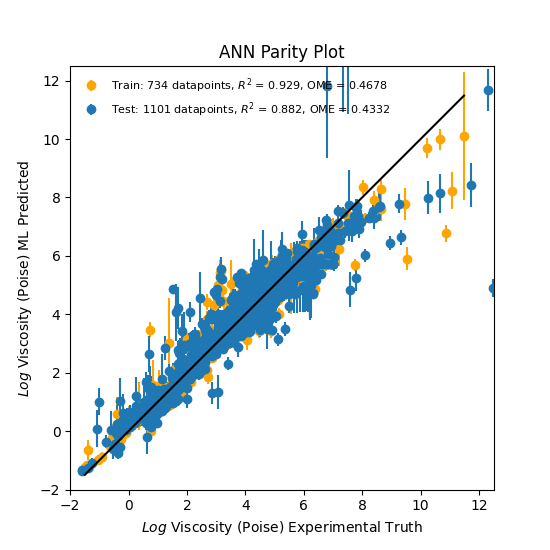 ANN Parity Plot
Train: 734 datapoints, R² = 0.929, OME = 0.4678
Test: 1101 datapoints, R² = 0.882, OME = 0.4332
12
10
8
6
4
2
0
−2
Log Viscosity (Poise) ML Predicted
−2 0 2 4 6 8 10 12
Log Viscosity (Poise) Experimental Truth